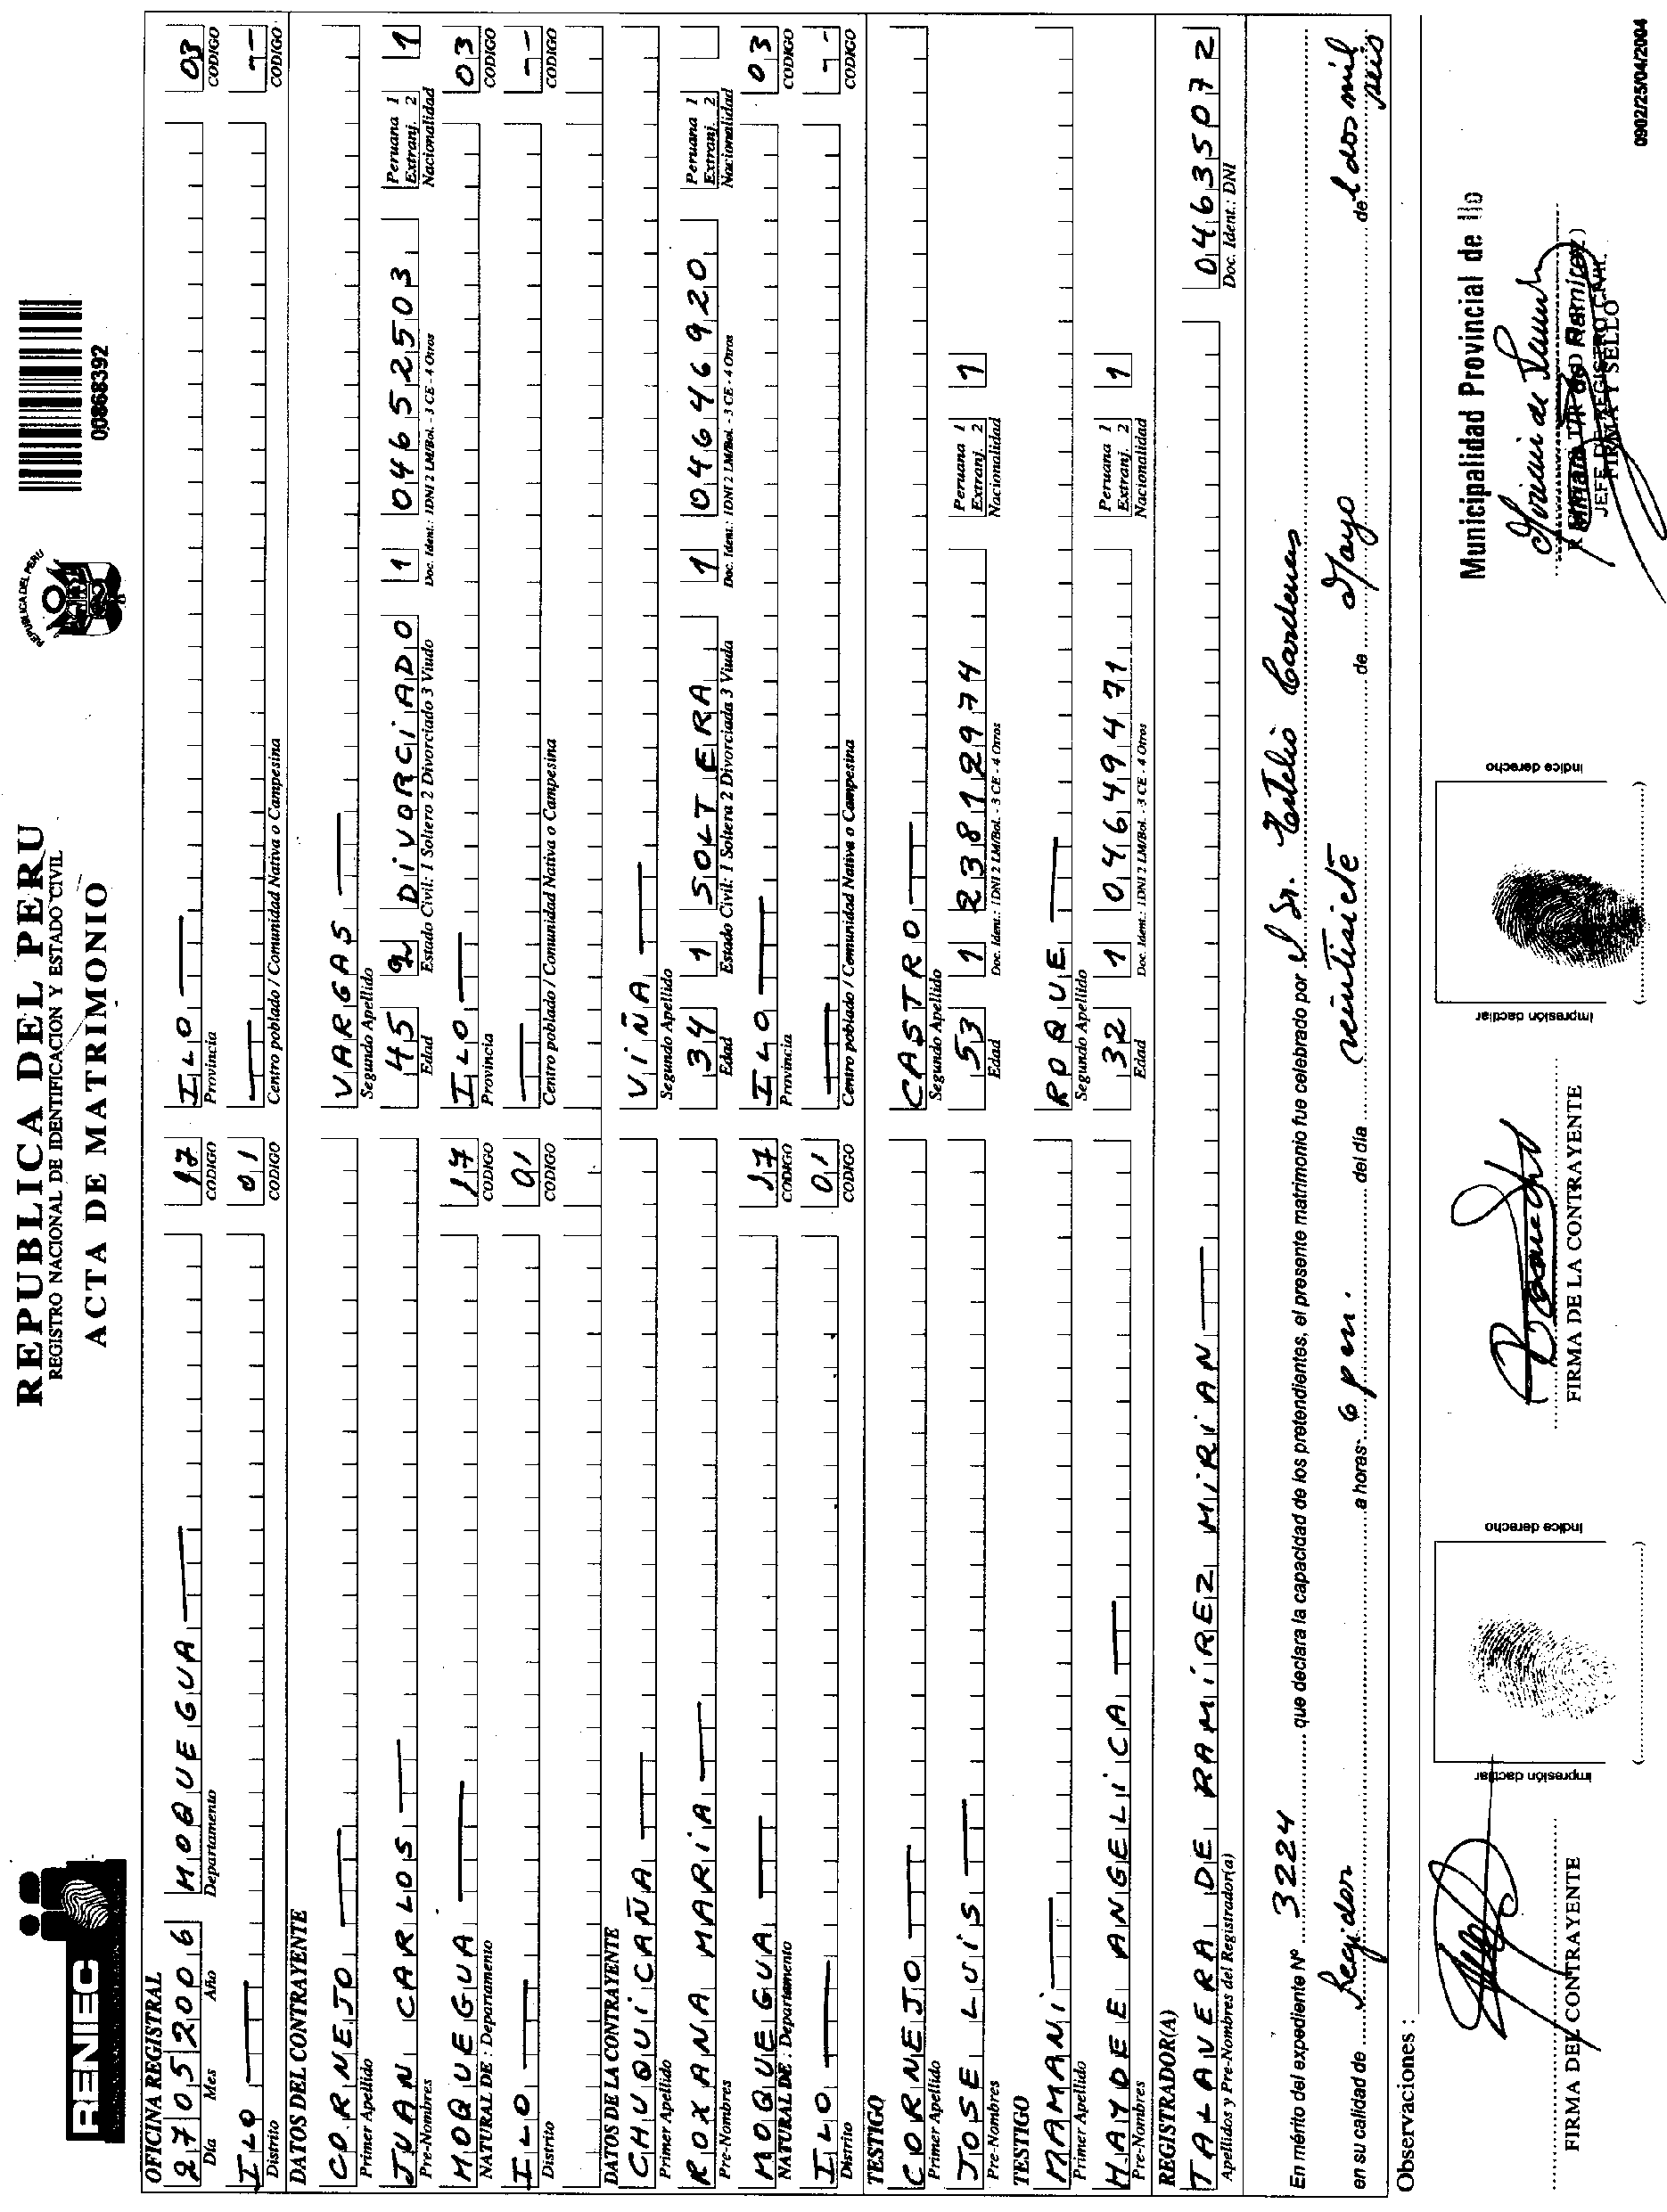 RENIEC
REPUBLICA DEL PERU
REGISTRO NACIONAL DE IDENTIFICACION Y ESTADO CIVIL
ACTA DE MATRIMONIO
REPUBLICA DEL PERU
00868392
OFICINA REGISTRAL
27 05 2006 MOQUEGUA 17 ILO 03
Día Mes Año Departamento CODIGO Provincia CODIGO
ILO 01 --
Distrito CODIGO Centro poblado / Comunidad Nativa o Campesina CODIGO
DATOS DEL CONTRAYENTE
CORNEJO VARGAS
Primer Apellido Segundo Apellido
JUAN CARLOS 45 2 DIVORCIADO 1 04652503 Peruana 1 Extranj. 2 1
Pre-Nombres Edad Estado Civil: 1 Soltero 2 Divorciado 3 Viudo Doc. Ident.: 1DNI 2 LM/Bol. - 3 CE - 4 Otros Nacionalidad
MOQUEGUA 17 ILO 03
NATURAL DE : Departamento CODIGO Provincia CODIGO
ILO 01 --
Distrito CODIGO Centro poblado / Comunidad Nativa o Campesina CODIGO
DATOS DE LA CONTRAYENTE
CHUQUICAÑA VIÑA
Primer Apellido Segundo Apellido
ROXANA MARIA 34 1 SOLTERA 1 04646920 Peruana 1 Extranj. 2
Pre-Nombres Edad Estado Civil: 1 Soltera 2 Divorciada 3 Viuda Doc. Ident.: 1DNI 2 LM/Bol. - 3 CE - 4 Otros Nacionalidad
MOQUEGUA 17 ILO 03
NATURAL DE : Departamento CODIGO Provincia CODIGO
ILO 01 --
Distrito CODIGO Centro poblado / Comunidad Nativa o Campesina CODIGO
TESTIGO
CORNEJO CASTRO
Primer Apellido Segundo Apellido
JOSE LUIS 53 1 23812974 Peruana 1 Extranj. 2 1
Pre-Nombres Edad Doc. Ident.: 1DNI 2 LM/Bol. - 3 CE - 4 Otros Nacionalidad
TESTIGO
MAMANI ROQUE
Primer Apellido Segundo Apellido
HAYDEE ANGELICA 32 1 04649471 Peruana 1 Extranj. 2 1
Pre-Nombres Edad Doc. Ident.: 1DNI 2 LM/Bol. - 3 CE - 4 Otros Nacionalidad
REGISTRADOR(A)
TALAVERA DE RAMIREZ MIRIAN 04635072
Apellidos y Pre-Nombres del Registrador(a) Doc. Ident.: DNI
En mérito del expediente Nº 3224 que declara la capacidad de los pretendientes, el presente matrimonio fue celebrado por el Sr. Cardenas
en su calidad de Regidor a horas 6 pm. del día veintisiete de Mayo del dos mil seis
Observaciones :
Municipalidad Provincial de Ilo
Impresión dactilar Indice derecho
Impresión dactilar Indice derecho
JEFE DE REGISTRO CIVIL
FIRMA DEL CONTRAYENTE FIRMA DE LA CONTRAYENTE FIRMA Y SELLO
0902/25/04/2004